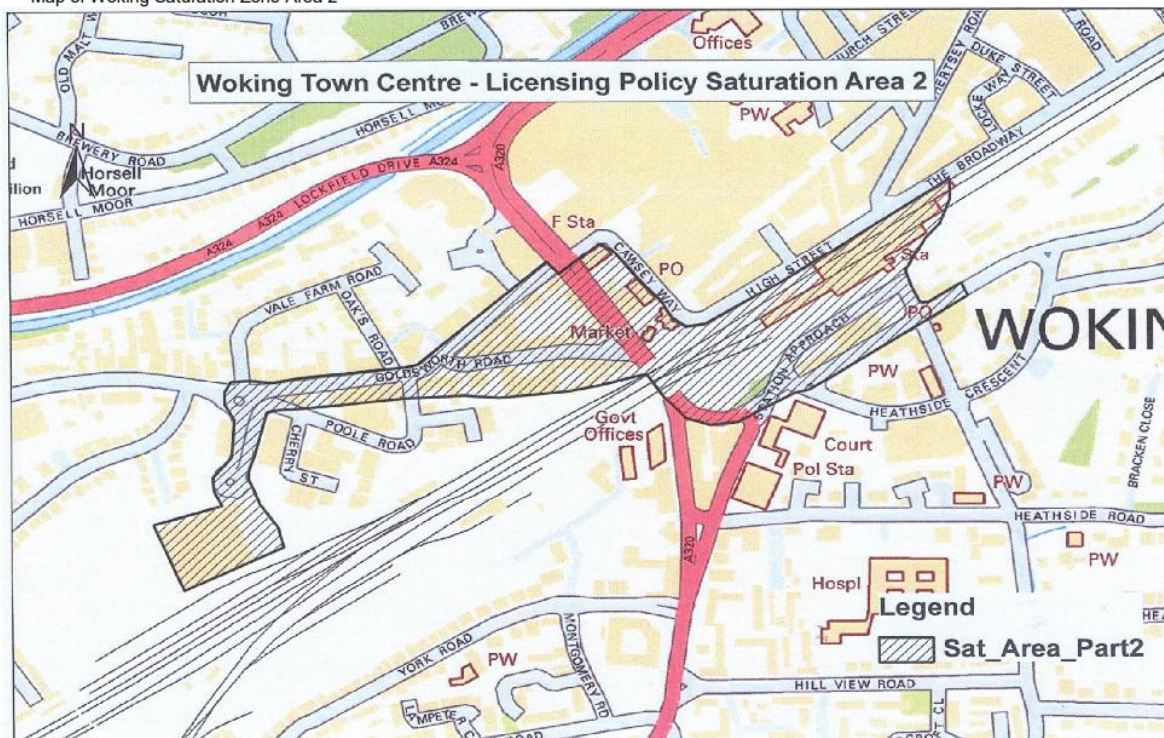 Map of Woking Saturation Zone Area 2
Woking Town Centre - Licensing Policy Saturation Area 2
Offices
CHURCH STREET
DUKE STREET
LOCKE WAY
PW
OLD MALT
BREWERY ROAD
N
Horsell
Moor
HORSELL MOOR
A324 LOCKFIELD DRIVE A324
A324
A324
A320
THE BROADWAY
F Sta
CAWSEY WAY
PO
HIGH STREET
Sta
VALE FARM ROAD
OAK'S ROAD
Market
GOLDSWORTH ROAD
STATION APPROACH
PO
WOKIN
PW
HEATHSIDE CRESCENT
POOLE ROAD
CHERRY
ST
Govt
Offices
Court
Pol Sta
BRACKEN CLOSE
PW
HEATHSIDE ROAD
PW
A320
Hospl
Legend
Sat_Area_Part2
YORK ROAD
MONTGOMERY RD
PW
HILL VIEW ROAD
ROAD